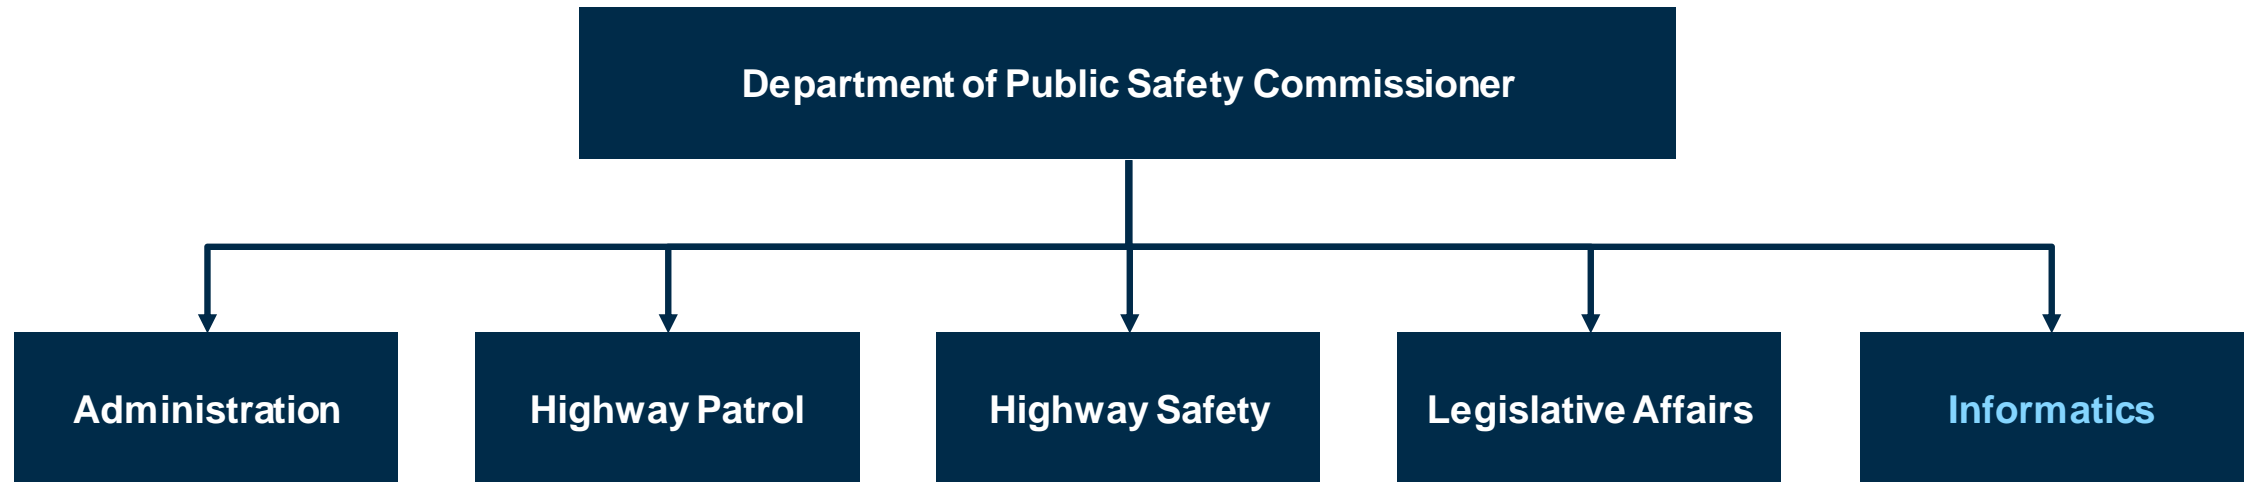 Department of Public Safety Commissioner
Administration
Highway Patrol
Highway Safety
Legislative Affairs
Informatics